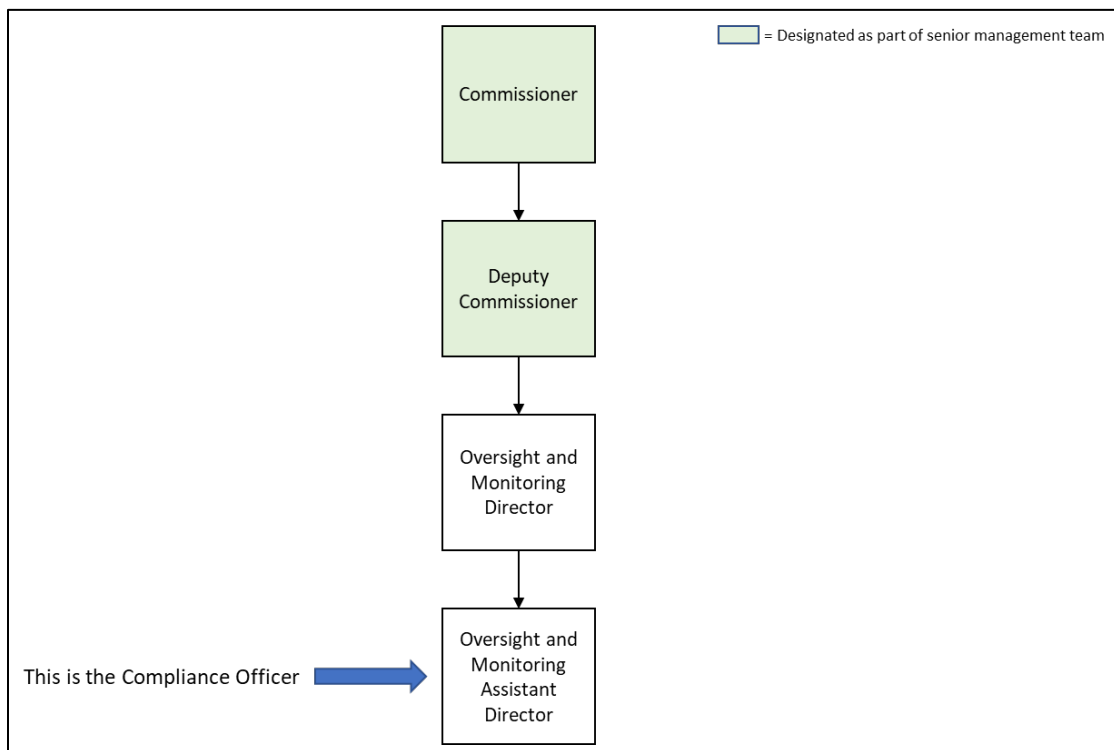 = Designated as part of senior management team
Commissioner
Deputy
Commissioner
Oversight and
Monitoring
Director
This is the Compliance Officer
Oversight and
Monitoring
Assistant
Director